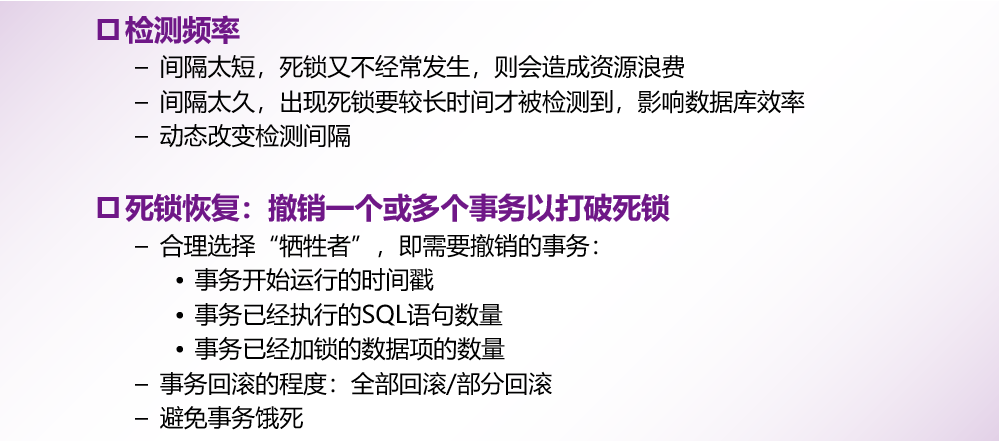 检测频率
– 间隔太短，死锁又不经常发生，则会造成资源浪费
– 间隔太久，出现死锁要较长时间才被检测到，影响数据库效率
– 动态改变检测间隔
死锁恢复：撤销一个或多个事务以打破死锁
– 合理选择“牺牲者”，即需要撤销的事务：
• 事务开始运行的时间戳
• 事务已经执行的SQL语句数量
• 事务已经加锁的数据项的数量
– 事务回滚的程度：全部回滚/部分回滚
– 避免事务饿死